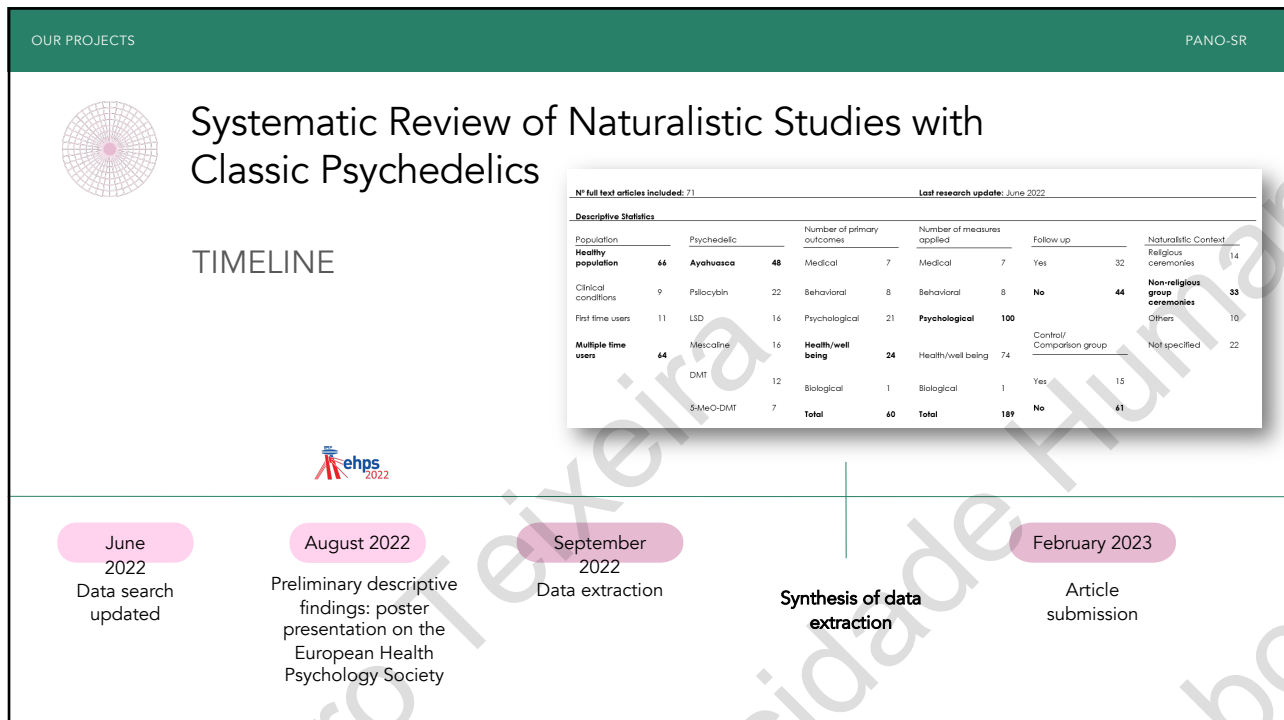 OUR PROJECTS
PANO-SR
Systematic Review of Naturalistic Studies with
Classic Psychedelics
TIMELINE
Nº full text articles included: 71
Last research update: June 2022
Descriptive Statistics
Population
Psychedelic
Number of primary outcomes
Number of measures applied
Follow up
Naturalistic Context
Healthy population 66
Ayahuasca 48
Medical 7
Medical 7
Yes 32
Religious ceremonies 14
Clinical conditions 9
Psilocybin 22
Behavioral 8
Behavioral 8
No 44
Non-religious group ceremonies 33
First time users 11
LSD 16
Psychological 21
Psychological 100
Others 10
Multiple time users 64
Mescaline 16
Health/well being 24
Health/well being 74
Control/ Comparison group
Not specified 22
DMT 12
Biological 1
Biological 1
Yes 15
5-MeO-DMT 7
Total 60
Total 189
No 61
ehps
2022
June
2022
Data search
updated
August 2022
Preliminary descriptive
findings: poster
presentation on the
European Health
Psychology Society
September
2022
Data extraction
Synthesis of data
extraction
February 2023
Article
submission
Teixeira